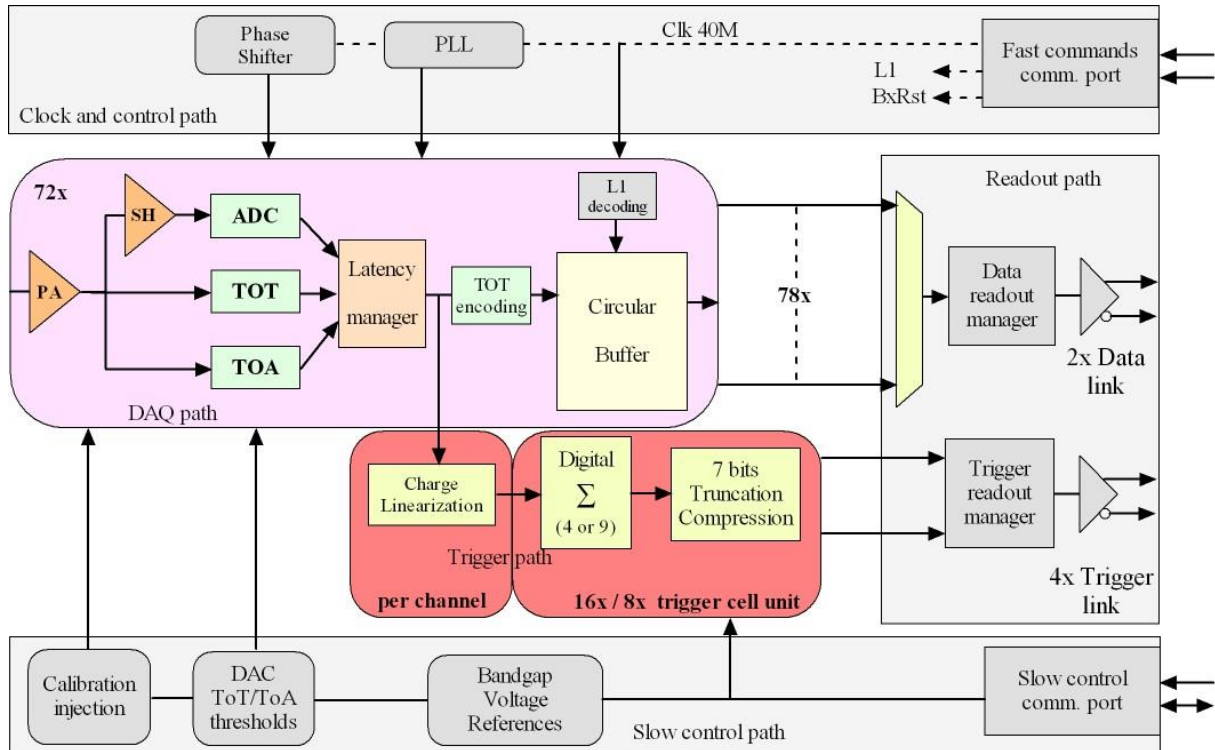 Phase
Shifter
PLL
Clk 40M
Fast commands
comm. port
L1
BxRst
Clock and control path
72x
SH
ADC
PA
TOT
TOA
Latency
manager
TOT
encoding
L1
decoding
Circular
Buffer
DAQ path
78x
Readout path
Data
readout
manager
2x Data
link
Charge
Linearization
Digital
Σ
(4 or 9)
7 bits
Truncation
Compression
Trigger path
per channel
16x / 8x trigger cell unit
Trigger
readout
manager
4x Trigger
link
Calibration
injection
DAC
ToT/ToA
thresholds
Bandgap
Voltage
References
Slow control
comm. port
Slow control path